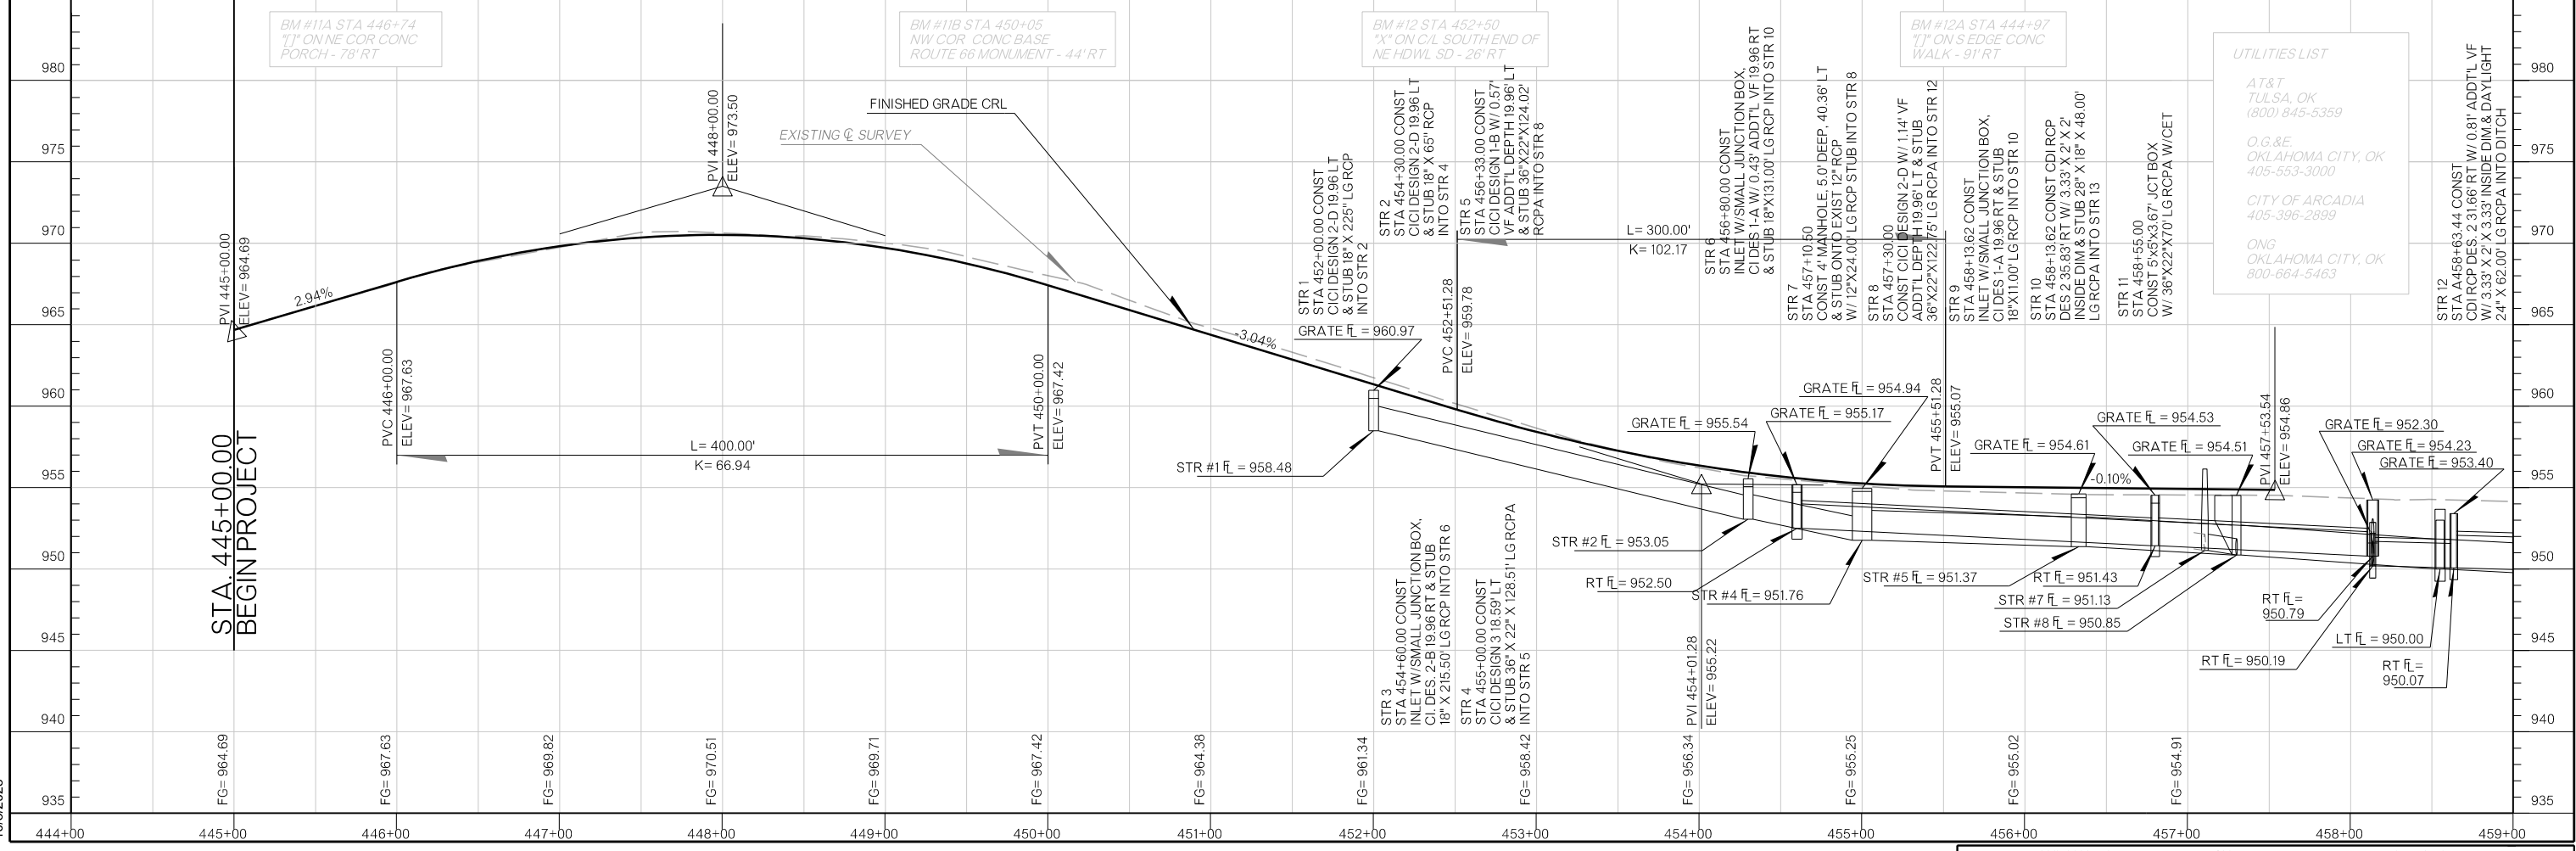 BM #11A STA 446+74
"[]" ON NE COR CONC
PORCH - 78' RT
BM #11B STA 450+05
NW COR CONC BASE
ROUTE 66 MONUMENT - 44' RT
BM #12 STA 452+50
"X" ON C/L SOUTH END OF
NE HDWL SD - 26' RT
BM #12A STA 444+97
"[]" ON S EDGE CONC
WALK - 91' RT
UTILITIES LIST
AT&T
TULSA, OK
(800) 845-5359
O.G.&E.
OKLAHOMA CITY, OK
405-553-3000
CITY OF ARCADIA
405-396-2899
ONG
OKLAHOMA CITY, OK
800-664-5463
980
975
970
965
960
955
950
945
940
935
980
975
970
965
960
955
950
945
940
935
PVI 445+00.00
ELEV= 964.69
2.94%
STA. 445+00.00
BEGIN PROJECT
PVC 446+00.00
ELEV= 967.63
PVI 448+00.00
ELEV= 973.50
FINISHED GRADE CRL
EXISTING ℄ SURVEY
L= 400.00'
K= 66.94
PVT 450+00.00
ELEV= 967.42
-3.04%
STR 1
STA 452+00.00 CONST
CICI DESIGN 2-D 19.96 LT
& STUB 18" X 225" LG RCP
INTO STR 2
GRATE FL = 960.97
STR #1 FL = 958.48
STR 2
STA 454+30.00 CONST
CICI DESIGN 2-D 19.96 LT
& STUB 18" X 65" RCP
INTO STR 4
PVC 452+51.28
ELEV= 959.78
STR 5
STA 456+33.00 CONST
CICI DESIGN 1-B W/ 0.57'
VF ADDT'L DEPTH 19.96' LT
& STUB 36"X22"X124.02'
RCPA INTO STR 8
L= 300.00'
K= 102.17
STR 6
STA 456+80.00 CONST
INLET W/SMALL JUNCTION BOX,
CI DES 1-A W/ 0.43' ADDT'L VF 19.96 RT
& STUB 18"X131.00' LG RCP INTO STR 10
STR 7
STA 457+10.50
CONST 4' MANHOLE, 5.0' DEEP, 40.36' LT
& STUB ONTO EXIST 12" RCP
W/ 12"X24.00' LG RCP STUB INTO STR 8
STR 8
STA 457+30.00
CONST CICI DESIGN 2-D W/ 1.14' VF
ADDT'L DEPTH 19.96' LT & STUB
36"X22"X122.75' LG RCPA INTO STR 12
STR 9
STA 458+13.62 CONST
INLET W/SMALL JUNCTION BOX,
CI DES 1-A 19.96 RT & STUB
18"X11.00' LG RCP INTO STR 10
STR 10
STA 458+13.62 CONST CDI RCP
DES 2 35.83' RT W/ 3.33' X 2' X 2'
INSIDE DIM & STUB 28" X 18" X 48.00'
LG RCPA INTO STR 13
STR 11
STA 458+55.00
CONST 5'x5'x3.67' JCT BOX
W/ 36"X22"X70' LG RCPA W/CET
STR 12
STA A458+63.44 CONST
CDI RCP DES. 2 31.66' RT W/ 0.81' ADDT'L VF
W/ 3.33' X 2' X 3.33' INSIDE DIM & DAYLIGHT
24" X 62.00' LG RCPA INTO DITCH
PVT 455+51.28
ELEV= 955.07
GRATE FL = 955.54
GRATE FL = 955.17
GRATE FL = 954.94
GRATE FL = 954.61
GRATE FL = 954.53
GRATE FL = 954.51
-0.10%
PVI 457+53.54
ELEV= 954.86
GRATE FL = 952.30
GRATE FL = 954.23
GRATE FL = 953.40
STR #2 FL = 953.05
RT FL = 952.50
STR #4 FL = 951.76
STR #5 FL = 951.37
RT FL = 951.43
STR #7 FL = 951.13
STR #8 FL = 950.85
RT FL =
950.79
LT FL = 950.00
RT FL = 950.19
RT FL =
950.07
STR 3
STA 454+60.00 CONST
INLET W/SMALL JUNCTION BOX,
CI. DES. 2-B 19.96 RT & STUB
18" X 215.50' LG RCP INTO STR 6
STR 4
STA 455+00.00 CONST
CICI DESIGN 3 18.59' LT
& STUB 36" X 22" X 128.51' LG RCPA
INTO STR 5
PVI 454+01.28
ELEV= 955.22
FG= 964.69
FG= 967.63
FG= 969.82
FG= 970.51
FG= 969.71
FG= 967.42
FG= 964.38
FG= 961.34
FG= 958.42
FG= 956.34
FG= 955.25
FG= 955.02
FG= 954.91
444+00
445+00
446+00
447+00
448+00
449+00
450+00
451+00
452+00
453+00
454+00
455+00
456+00
457+00
458+00
459+00